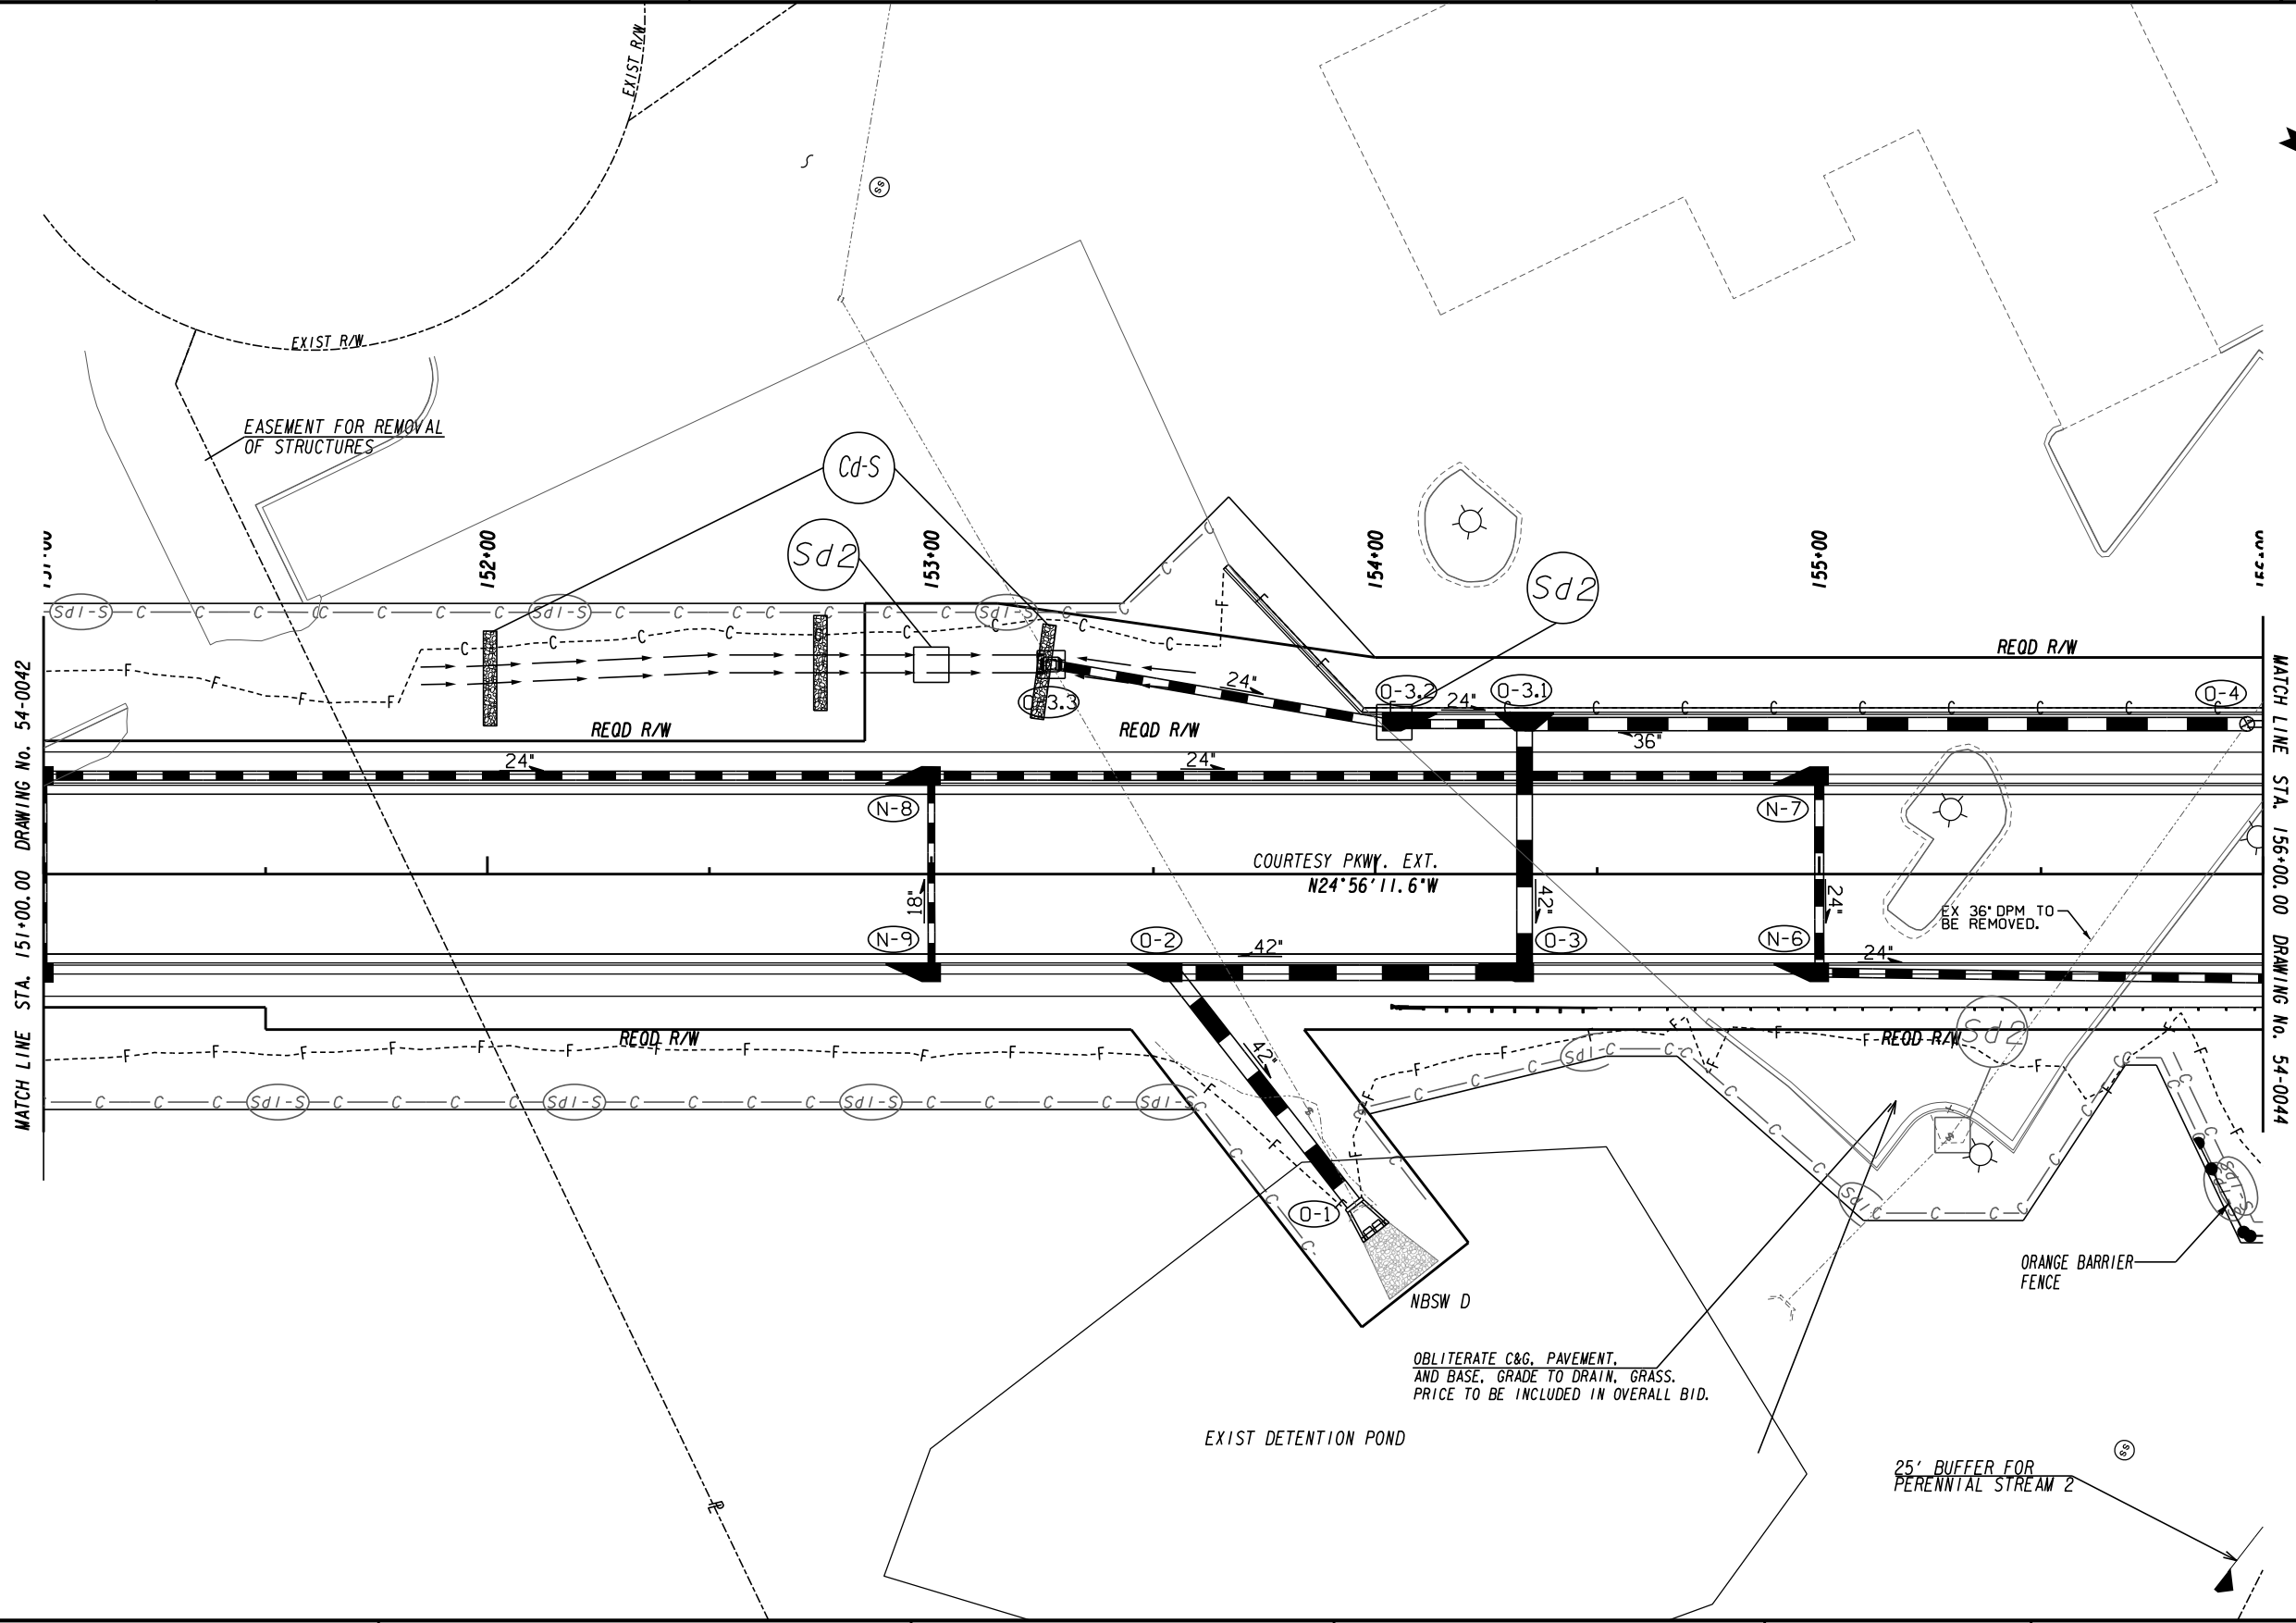 EXIST R/W
SS
EXIST R/W
EASEMENT FOR REMOVAL
OF STRUCTURES
Cd-S
Sd2
Sd2
152+00
153+00
154+00
155+00
Sd1-S C C C C C C C Sd1-S C C C C C C Sd1-S C C
C C
C C C C C C C C
F F F F
F F F
REQD R/W
O-3.3
24"
O-3.2
24"
O-3.1
O-4
C C C C C C C
36"
REQD R/W
REQD R/W
24"
24"
N-8
N-7
COURTESY PKWY. EXT.
N24°56'11.6"W
18"
42"
24"
EX 36" DPM TO
BE REMOVED.
N-9
O-2
42"
O-3
N-6
24"
MATCH LINE STA. 151+00.00 DRAWING No. 54-0042
MATCH LINE STA. 156+00.00 DRAWING No. 54-0044
REQD R/W
REQD R/W
Sd2
F F F F F F F F F F F F
42"
F F F F F F F F F F
Sd1-C
C C C C C
C C C Sd1-S C C C C Sd1-S C C C C Sd1-S C C C C Sd1-S
C C C
C C C C
Sd1-S
C C C
O-1
NBSW D
ORANGE BARRIER
FENCE
OBLITERATE C&G, PAVEMENT,
AND BASE, GRADE TO DRAIN, GRASS.
PRICE TO BE INCLUDED IN OVERALL BID.
EXIST DETENTION POND
SS
25' BUFFER FOR
PERENNIAL STREAM 2